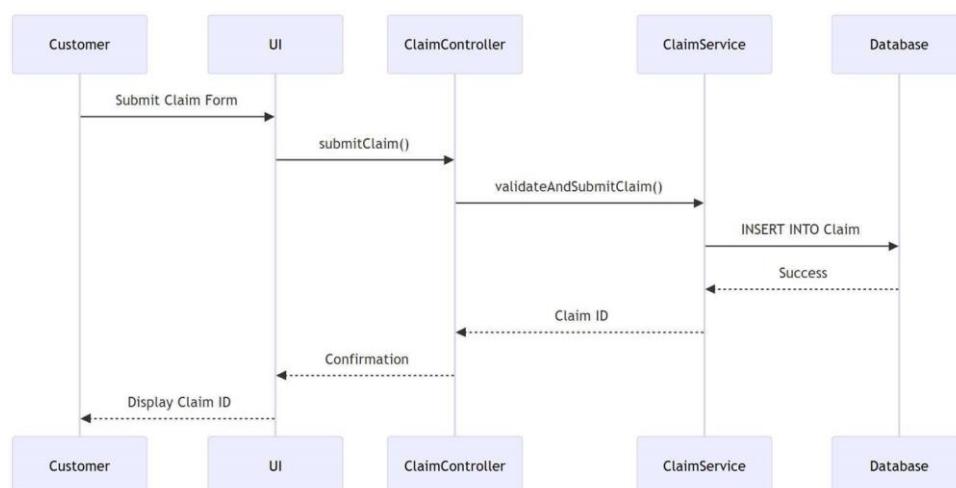 Customer UI ClaimController ClaimService Database
Submit Claim Form
submitClaim()
validateAndSubmitClaim()
INSERT INTO Claim
Success
Claim ID
Confirmation
Display Claim ID
Customer UI ClaimController ClaimService Database